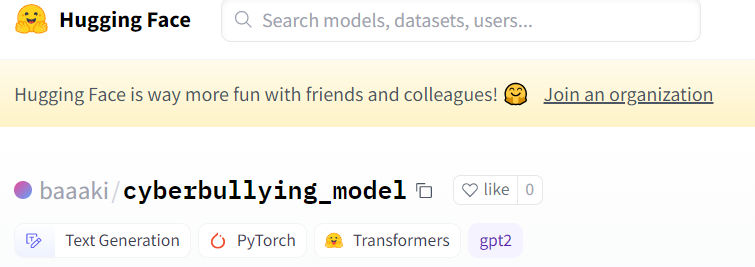 Hugging Face Search models, datasets, users...
Hugging Face is way more fun with friends and colleagues! 🤗 Join an organization
baaaki/cyberbullying_model like 0
Text Generation PyTorch Transformers gpt2